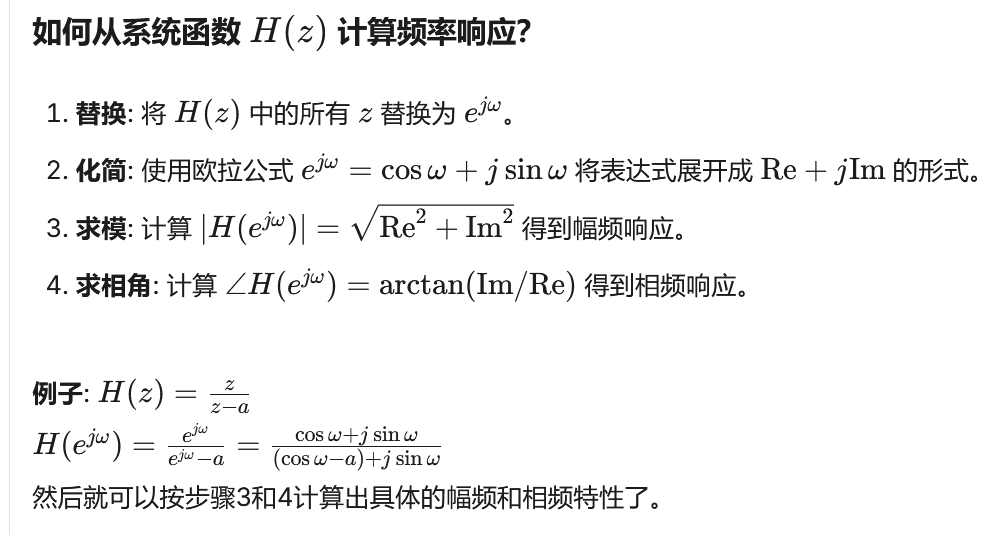 如何从系统函数 H(z) 计算频率响应?
1. 替换: 将 H(z) 中的所有 z 替换为 e^{jω}。
2. 化简: 使用欧拉公式 e^{jω} = cos ω + j sin ω 将表达式展开成 Re + jIm 的形式。
3. 求模: 计算 |H(e^{jω})| = √(Re² + Im²) 得到幅频响应。
4. 求相角: 计算 ∠H(e^{jω}) = arctan(Im/Re) 得到相频响应。
例子: H(z) = \frac{z}{z−a}
H(e^{jω}) = \frac{e^{jω}}{e^{jω}−a} = \frac{cos ω+j sin ω}{(cos ω−a)+j sin ω}
然后就可以按步骤3和4计算出具体的幅频和相频特性了。